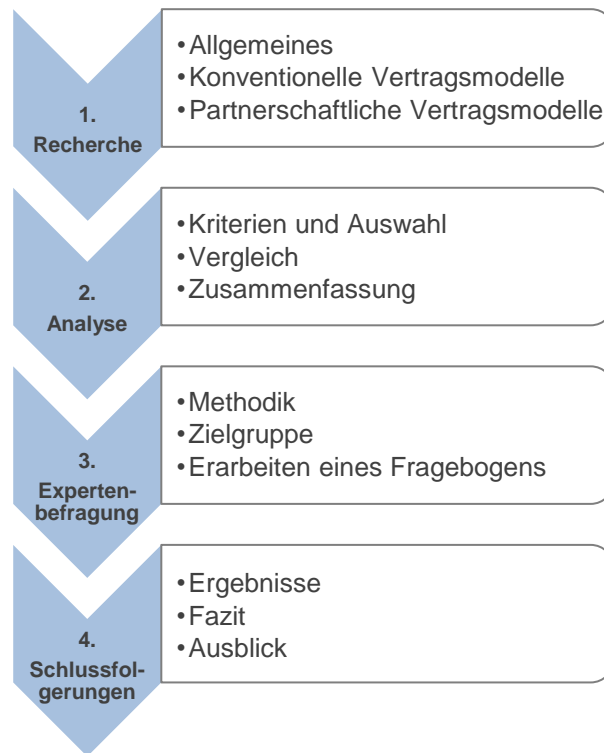 1.
Recherche
•Allgemeines
•Konventionelle Vertragsmodelle
•Partnerschaftliche Vertragsmodelle
2.
Analyse
•Kriterien und Auswahl
•Vergleich
•Zusammenfassung
3.
Experten-
befragung
•Methodik
•Zielgruppe
•Erarbeiten eines Fragebogens
4.
Schlussfol-
gerungen
•Ergebnisse
•Fazit
•Ausblick